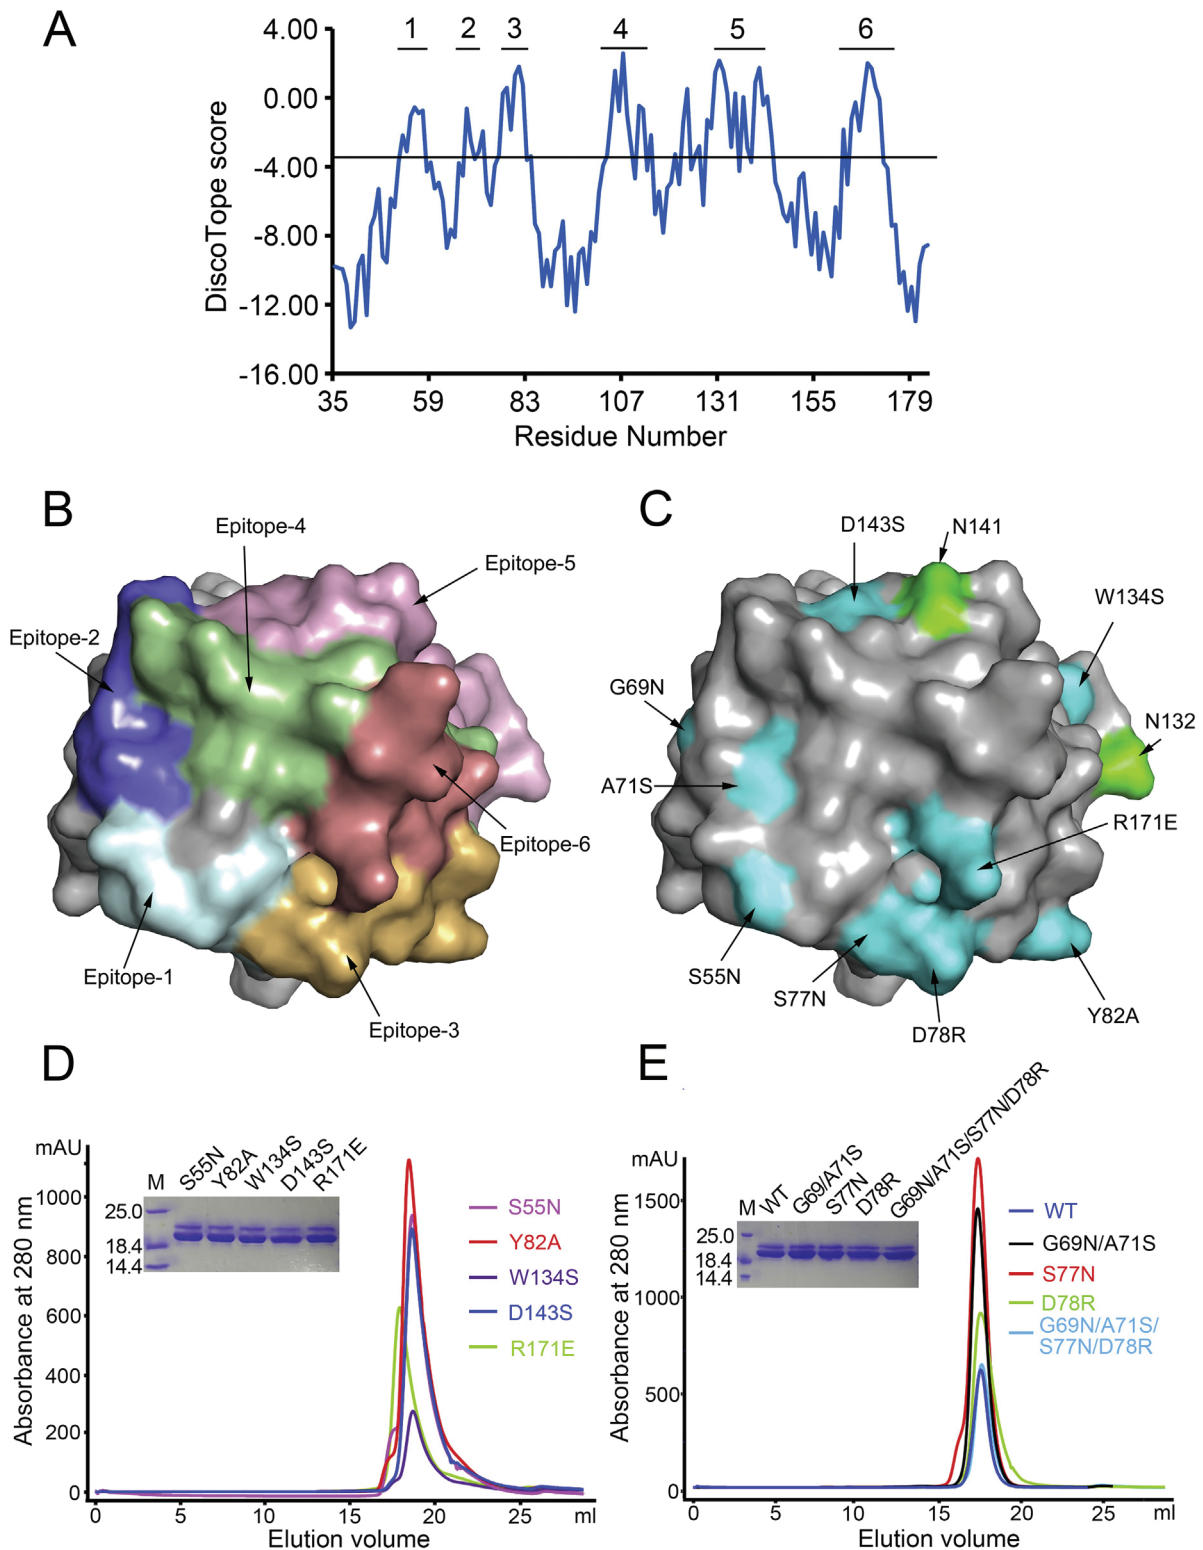 A
1 2 3 4 5 6
4.00
0.00
-4.00
-8.00
-12.00
-16.00
DiscoTope score
35 59 83 107 131 155 179
Residue Number
B
Epitope-4
Epitope-5
Epitope-2
Epitope-6
Epitope-1
Epitope-3
C
D143S
N141
W134S
G69N
N132
A71S
R171E
S55N
S77N
D78R
Y82A
D
mAU
1000
800
600
400
200
0
Absorbance at 280 nm
M S55N Y82A W134S D143S R171E
25.0
18.4
14.4
S55N
Y82A
W134S
D143S
R171E
0 5 10 15 20 25 ml
Elution volume
E
mAU
1500
1000
500
0
Absorbance at 280 nm
M WT G69/A71S S77N D78R G69N/A71S/S77N/D78R
25.0
18.4
14.4
WT
G69N/A71S
S77N
D78R
G69N/A71S/
S77N/D78R
0 5 10 15 20 25 ml
Elution volume